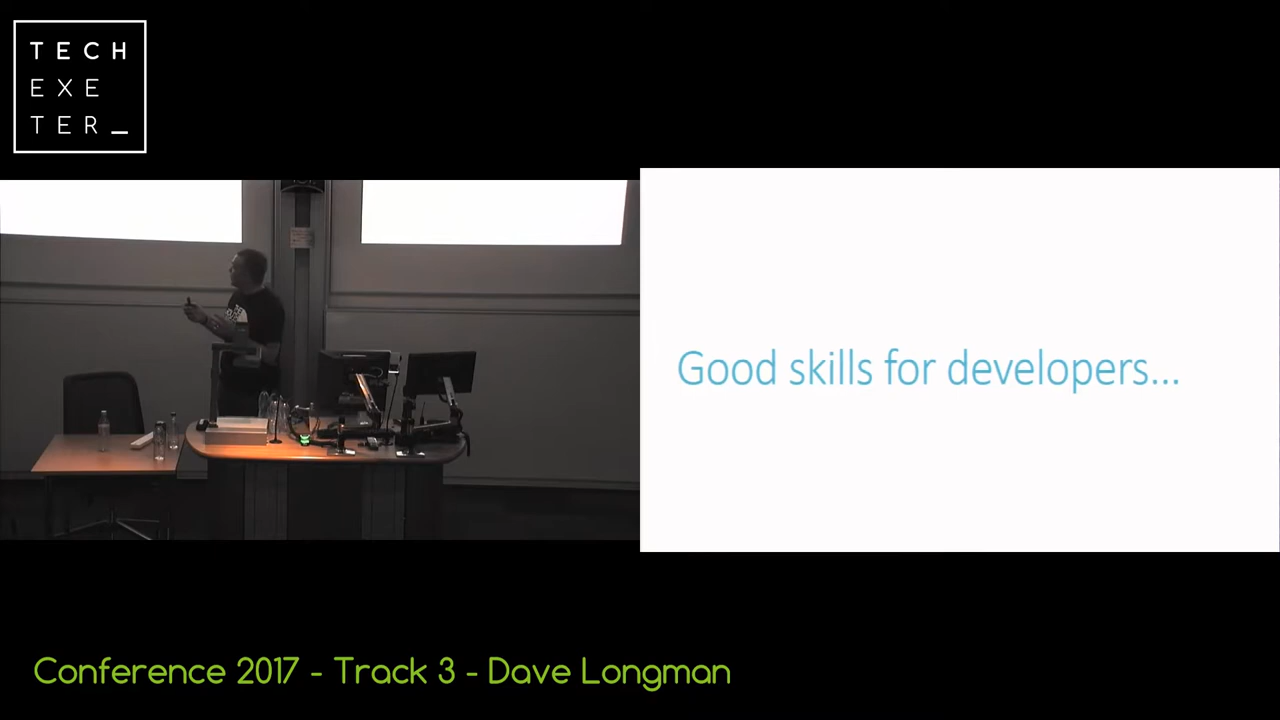 TECH
EXE
TER_
Good skills for developers...
Conference 2017 - Track 3 - Dave Longman